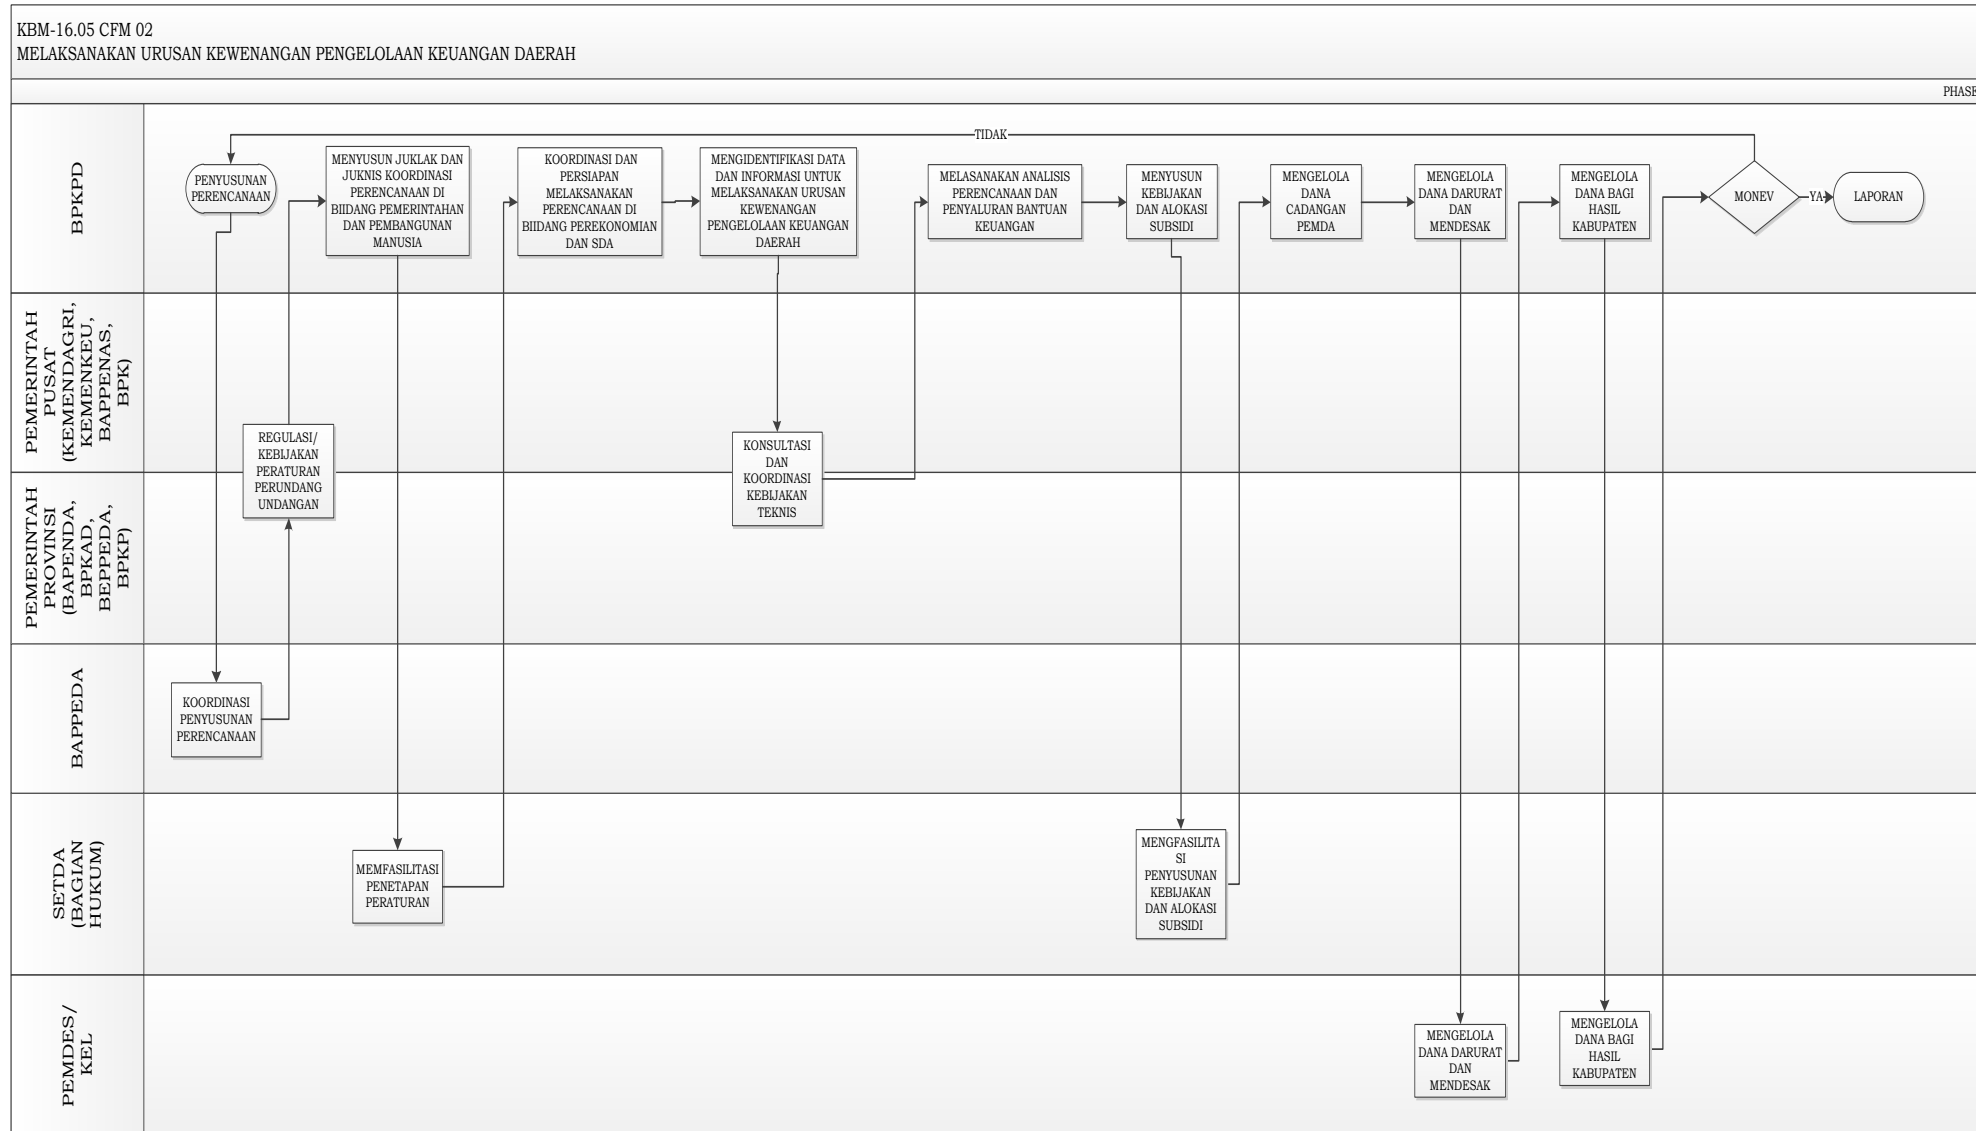 KBM-16.05 CFM 02
MELAKSANAKAN URUSAN KEWENANGAN PENGELOLAAN KEUANGAN DAERAH
PHASE
BPKPD
TIDAK
PENYUSUNAN
PERENCANAAN
MENYUSUN JUKLAK DAN
JUKNIS KOORDINASI
PERENCANAAN DI
BIIDANG PEMERINTAHAN
DAN PEMBANGUNAN
MANUSIA
KOORDINASI DAN
PERSIAPAN
MELAKSANAKAN
PERENCANAAN DI
BIIDANG PEREKONOMIAN
DAN SDA
MENGIDENTIFIKASI DATA
DAN INFORMASI UNTUK
MELAKSANAKAN URUSAN
KEWENANGAN
PENGELOLAAN KEUANGAN
DAERAH
MELASANAKAN ANALISIS
PERENCANAAN DAN
PENYALURAN BANTUAN
KEUANGAN
MENYUSUN
KEBIJAKAN
DAN ALOKASI
SUBSIDI
MENGELOLA
DANA
CADANGAN
PEMDA
MENGELOLA
DANA DARURAT
DAN
MENDESAK
MENGELOLA
DANA BAGI
HASIL
KABUPATEN
MONEV
YA
LAPORAN
PEMERINTAH
PUSAT
(KEMENDAGRI,
KEMENKEU,
BAPPENAS,
BPK)
REGULASI/
KEBIJAKAN
PERATURAN
PERUNDANG
UNDANGAN
KONSULTASI
DAN
KOORDINASI
KEBIJAKAN
TEKNIS
PEMERINTAH
PROVINSI
(BAPENDA,
BPKAD,
BEPPEDA,
BPKP)
BAPPEDA
KOORDINASI
PENYUSUNAN
PERENCANAAN
SETDA
(BAGIAN
HUKUM)
MEMFASILITASI
PENETAPAN
PERATURAN
MENGFASILITA
SI
PENYUSUNAN
KEBIJAKAN
DAN ALOKASI
SUBSIDI
PEMDES/
KEL
MENGELOLA
DANA DARURAT
DAN
MENDESAK
MENGELOLA
DANA BAGI
HASIL
KABUPATEN